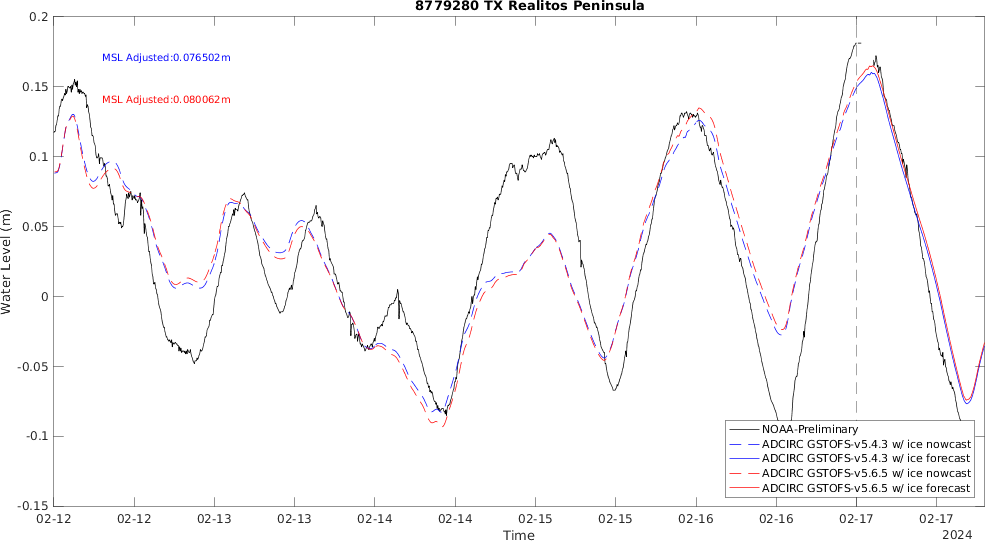 8779280 TX Realitos Peninsula
MSL Adjusted:0.076502m
MSL Adjusted:0.080062m
Water Level (m)
0.2
0.15
0.1
0.05
0
-0.05
-0.1
-0.15
NOAA-Preliminary
ADCIRC GSTOFS-v5.4.3 w/ ice nowcast
ADCIRC GSTOFS-v5.4.3 w/ ice forecast
ADCIRC GSTOFS-v5.6.5 w/ ice nowcast
ADCIRC GSTOFS-v5.6.5 w/ ice forecast
02-12 02-12 02-13 02-13 02-14 02-14 02-15 02-15 02-16 02-16 02-17 02-17
Time
2024